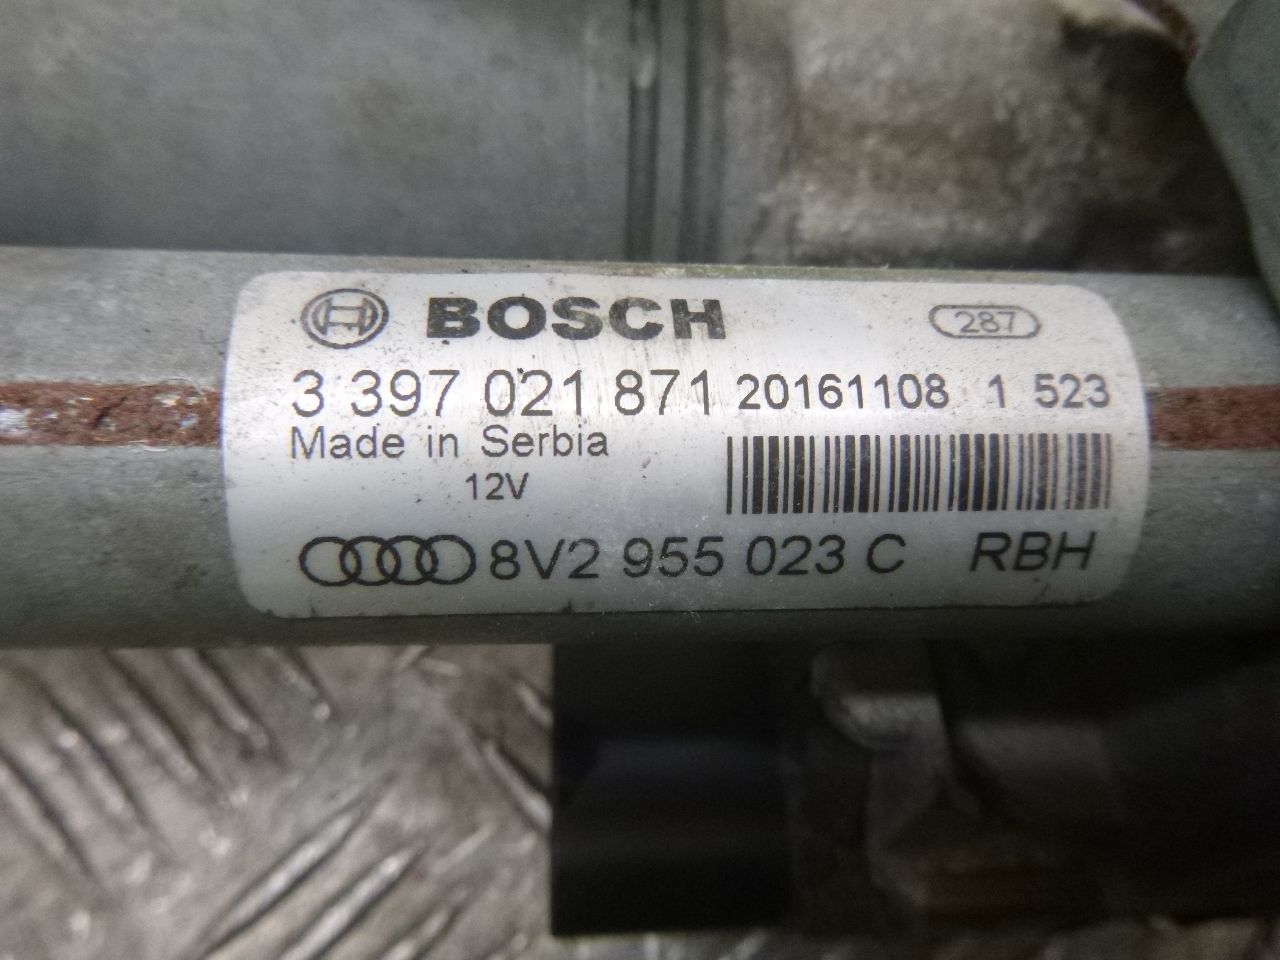 BOSCH 287
3 397 021 871 20161108 1 523
Made in Serbia
12V
8V2 955 023 C RBH